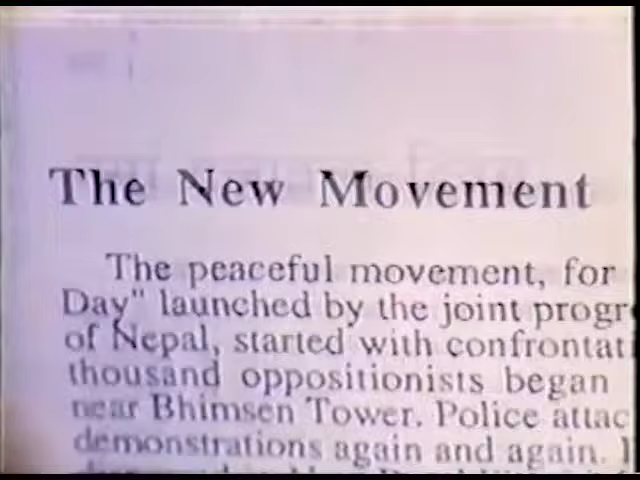 The New Movement
The peaceful movement, for
Day" launched by the joint progr
of Nepal, started with confrontat
thousand oppositionists began
near Bhimsen Tower. Police attac
demonstrations again and again.